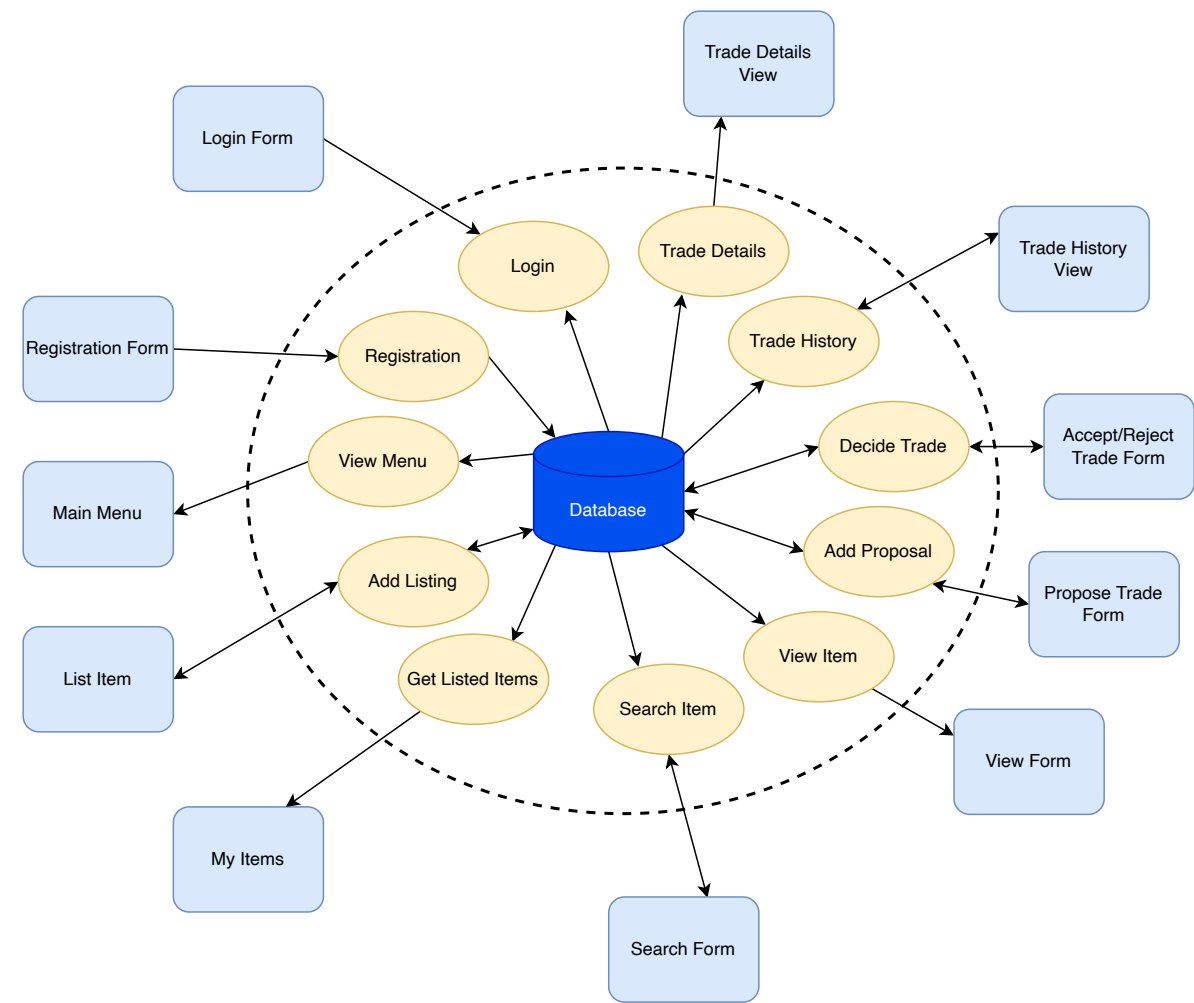 Trade Details
View
Login Form
Trade History
View
Login
Trade Details
Registration Form
Registration
Trade History
Accept/Reject
Trade Form
View Menu
Decide Trade
Main Menu
Database
Add Listing
Add Proposal
Propose Trade
Form
List Item
Get Listed Items
View Item
Search Item
View Form
My Items
Search Form